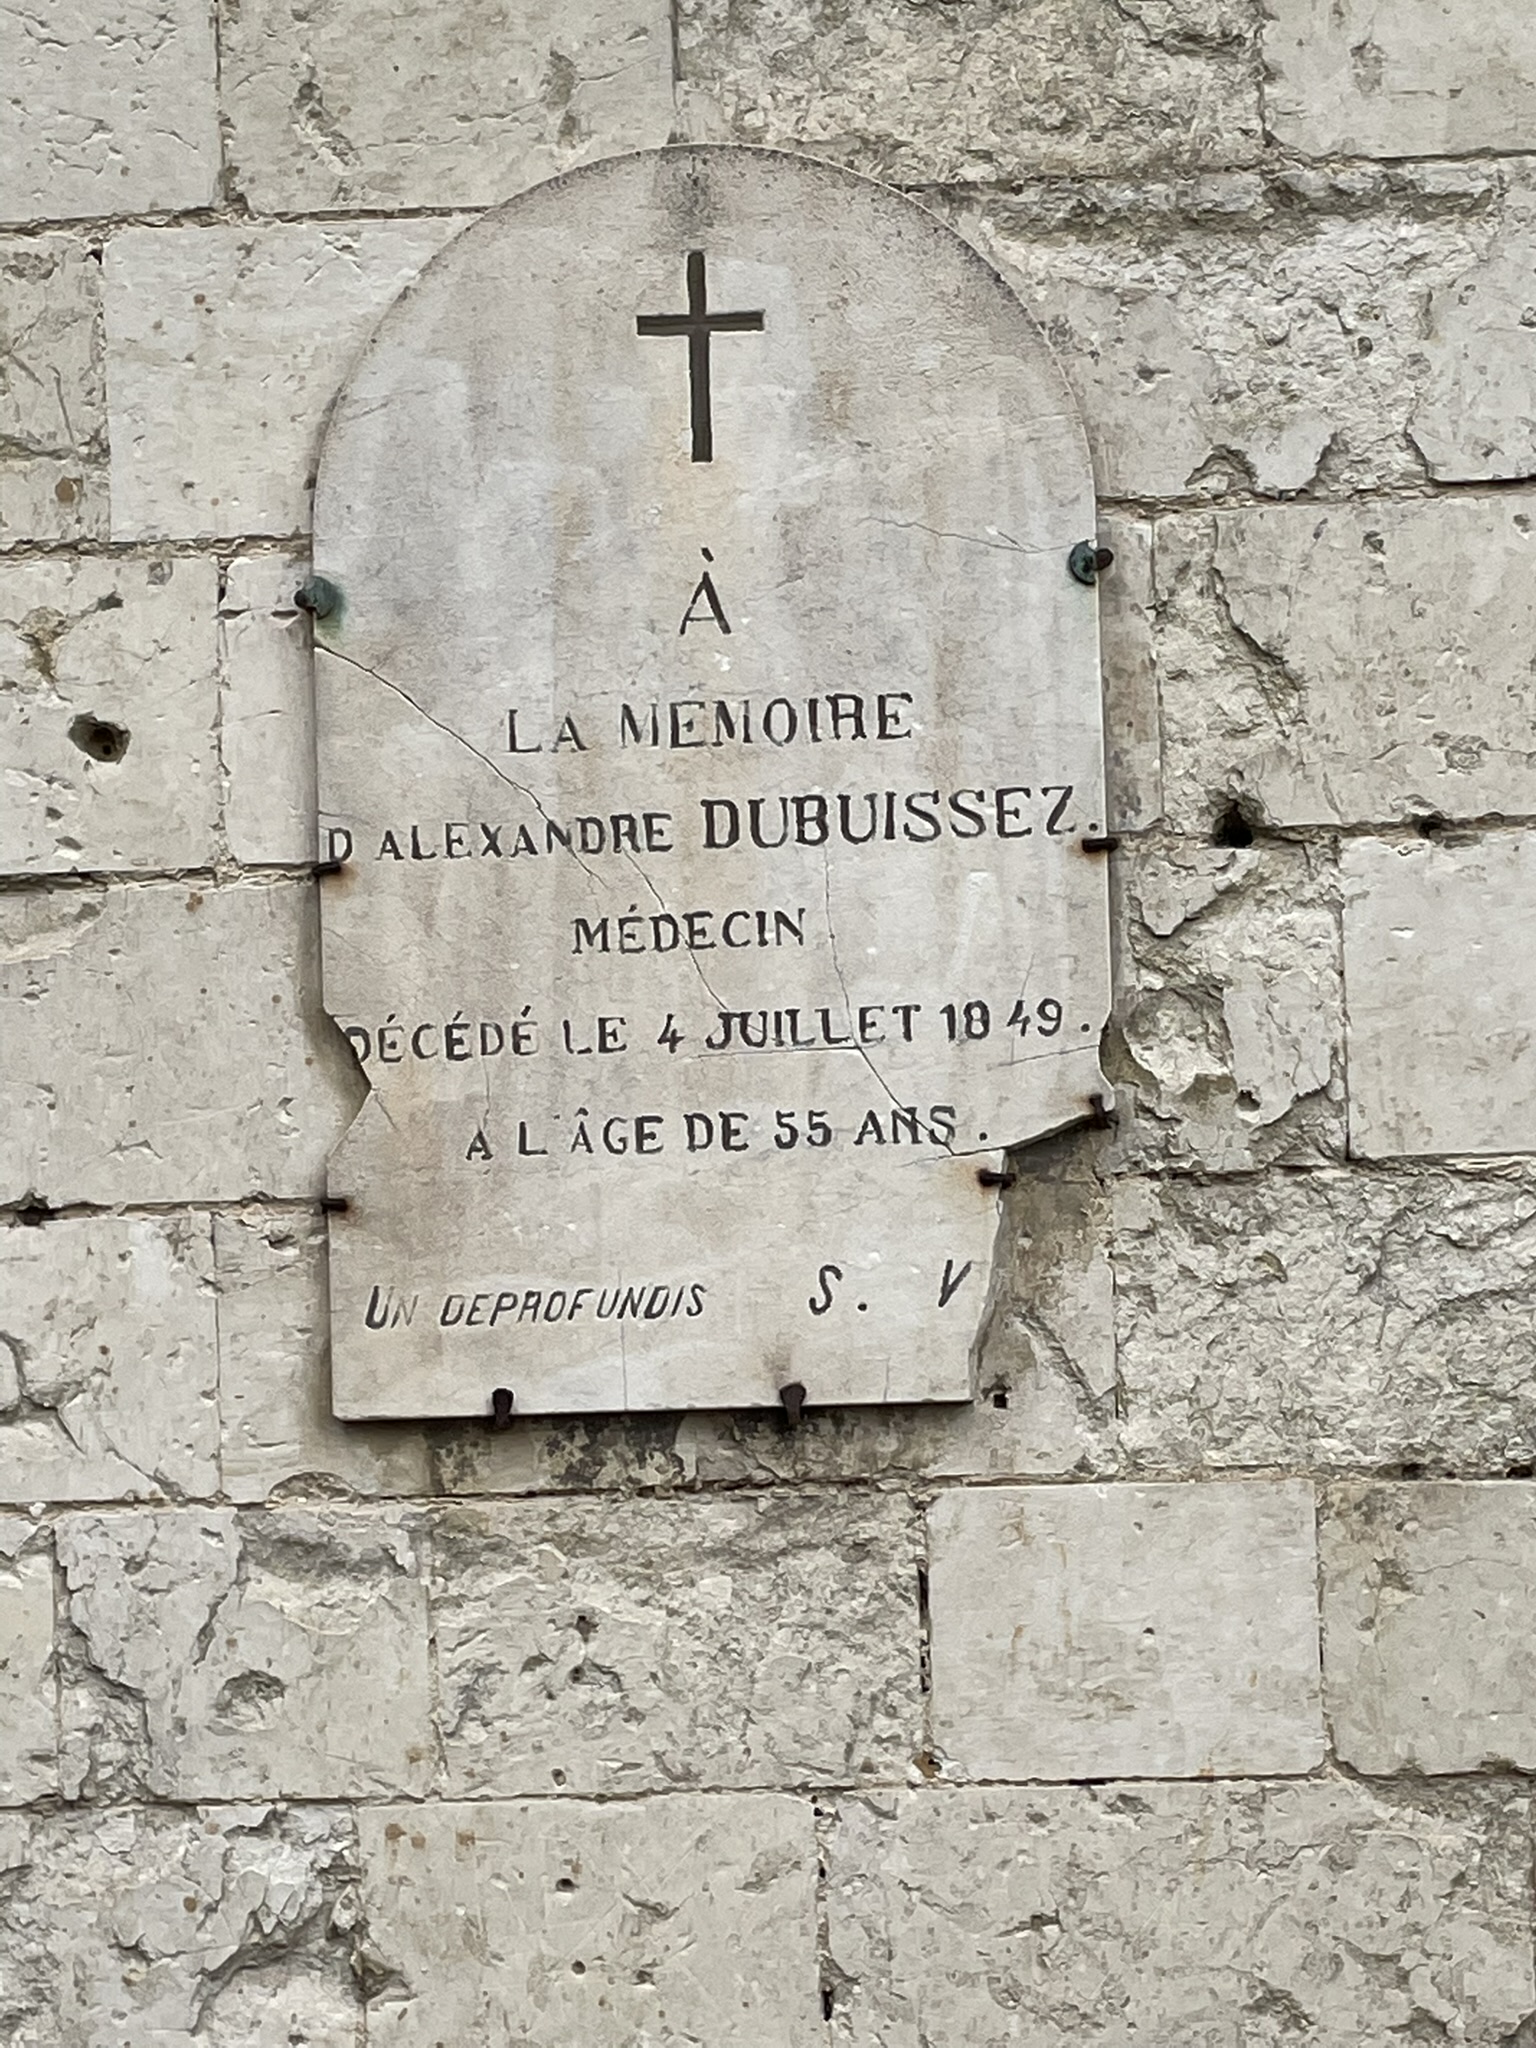 À
LA MEMOIRE
D ALEXANDRE DUBUISSEZ.
MÉDECIN
DÉCÉDÉ LE 4 JUILLET 1849.
A L'ÂGE DE 55 ANS.
UN DEPROFUNDIS S. V